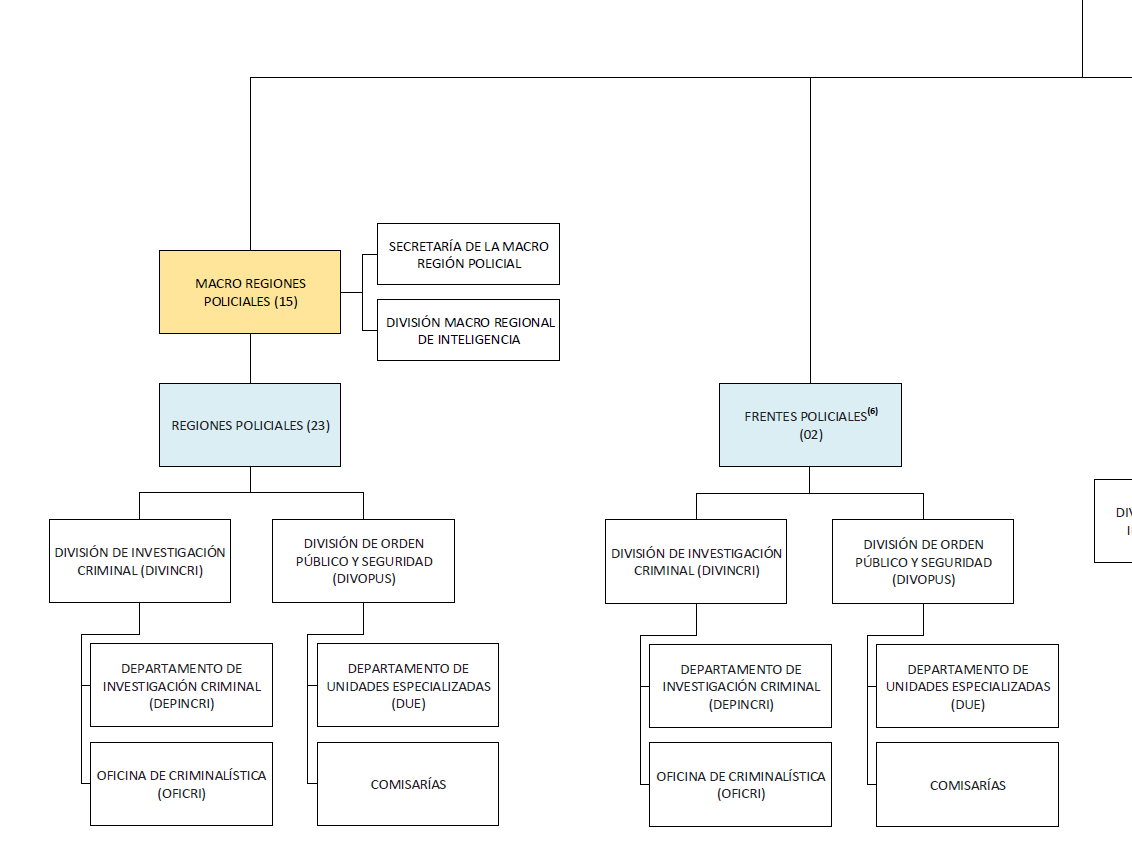 SECRETARÍA DE LA MACRO
REGIÓN POLICIAL
MACRO REGIONES
POLICIALES (15)
DIVISIÓN MACRO REGIONAL
DE INTELIGENCIA
REGIONES POLICIALES (23)
FRENTES POLICIALES(6)
(02)
DIVISIÓN DE INVESTIGACIÓN
CRIMINAL (DIVINCRI)
DIVISIÓN DE ORDEN
PÚBLICO Y SEGURIDAD
(DIVOPUS)
DIVISIÓN DE INVESTIGACIÓN
CRIMINAL (DIVINCRI)
DIVISIÓN DE ORDEN
PÚBLICO Y SEGURIDAD
(DIVOPUS)
DEPARTAMENTO DE
INVESTIGACIÓN CRIMINAL
(DEPINCRI)
DEPARTAMENTO DE
UNIDADES ESPECIALIZADAS
(DUE)
DEPARTAMENTO DE
INVESTIGACIÓN CRIMINAL
(DEPINCRI)
DEPARTAMENTO DE
UNIDADES ESPECIALIZADAS
(DUE)
OFICINA DE CRIMINALÍSTICA
(OFICRI)
COMISARÍAS
OFICINA DE CRIMINALÍSTICA
(OFICRI)
COMISARÍAS